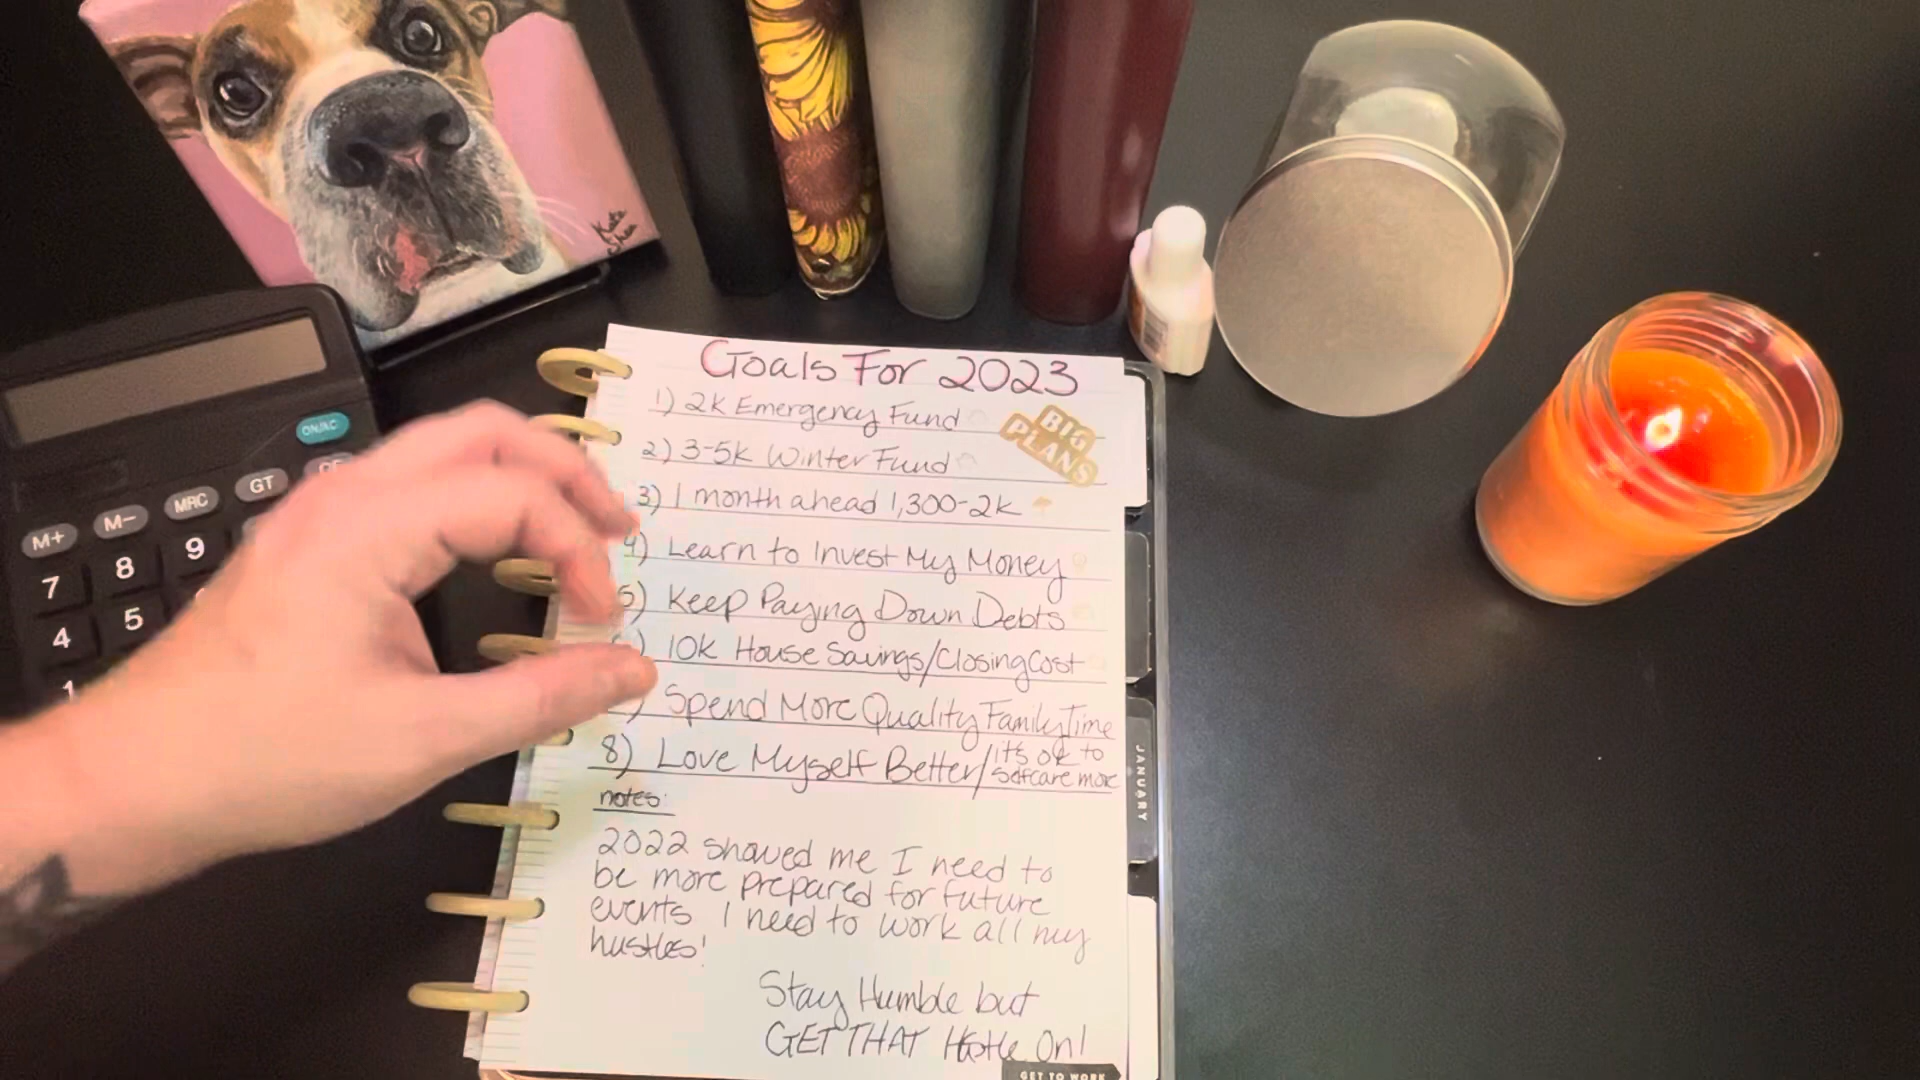 Kate
Shea
ON/AC
GT
MRC
M-
M+
7
8
9
4
5
1
Goals For 2023
1) 2K Emergency Fund
BIG
PLANS
2) 3-5K Winter Fund
3) 1 month ahead 1,300-2K
4) Learn to Invest My Money
5) Keep Paying Down Debts
) 10K House Savings/Closing Cost
) Spend More Quality Family Time
8) Love Myself Better/it's ok to
selfcare more
notes:
2022 showed me I need to
be more prepared for future
events I need to work all my
hustles!
Stay Humble but
GET THAT Hustle On!
JANUARY
GET TO WORK